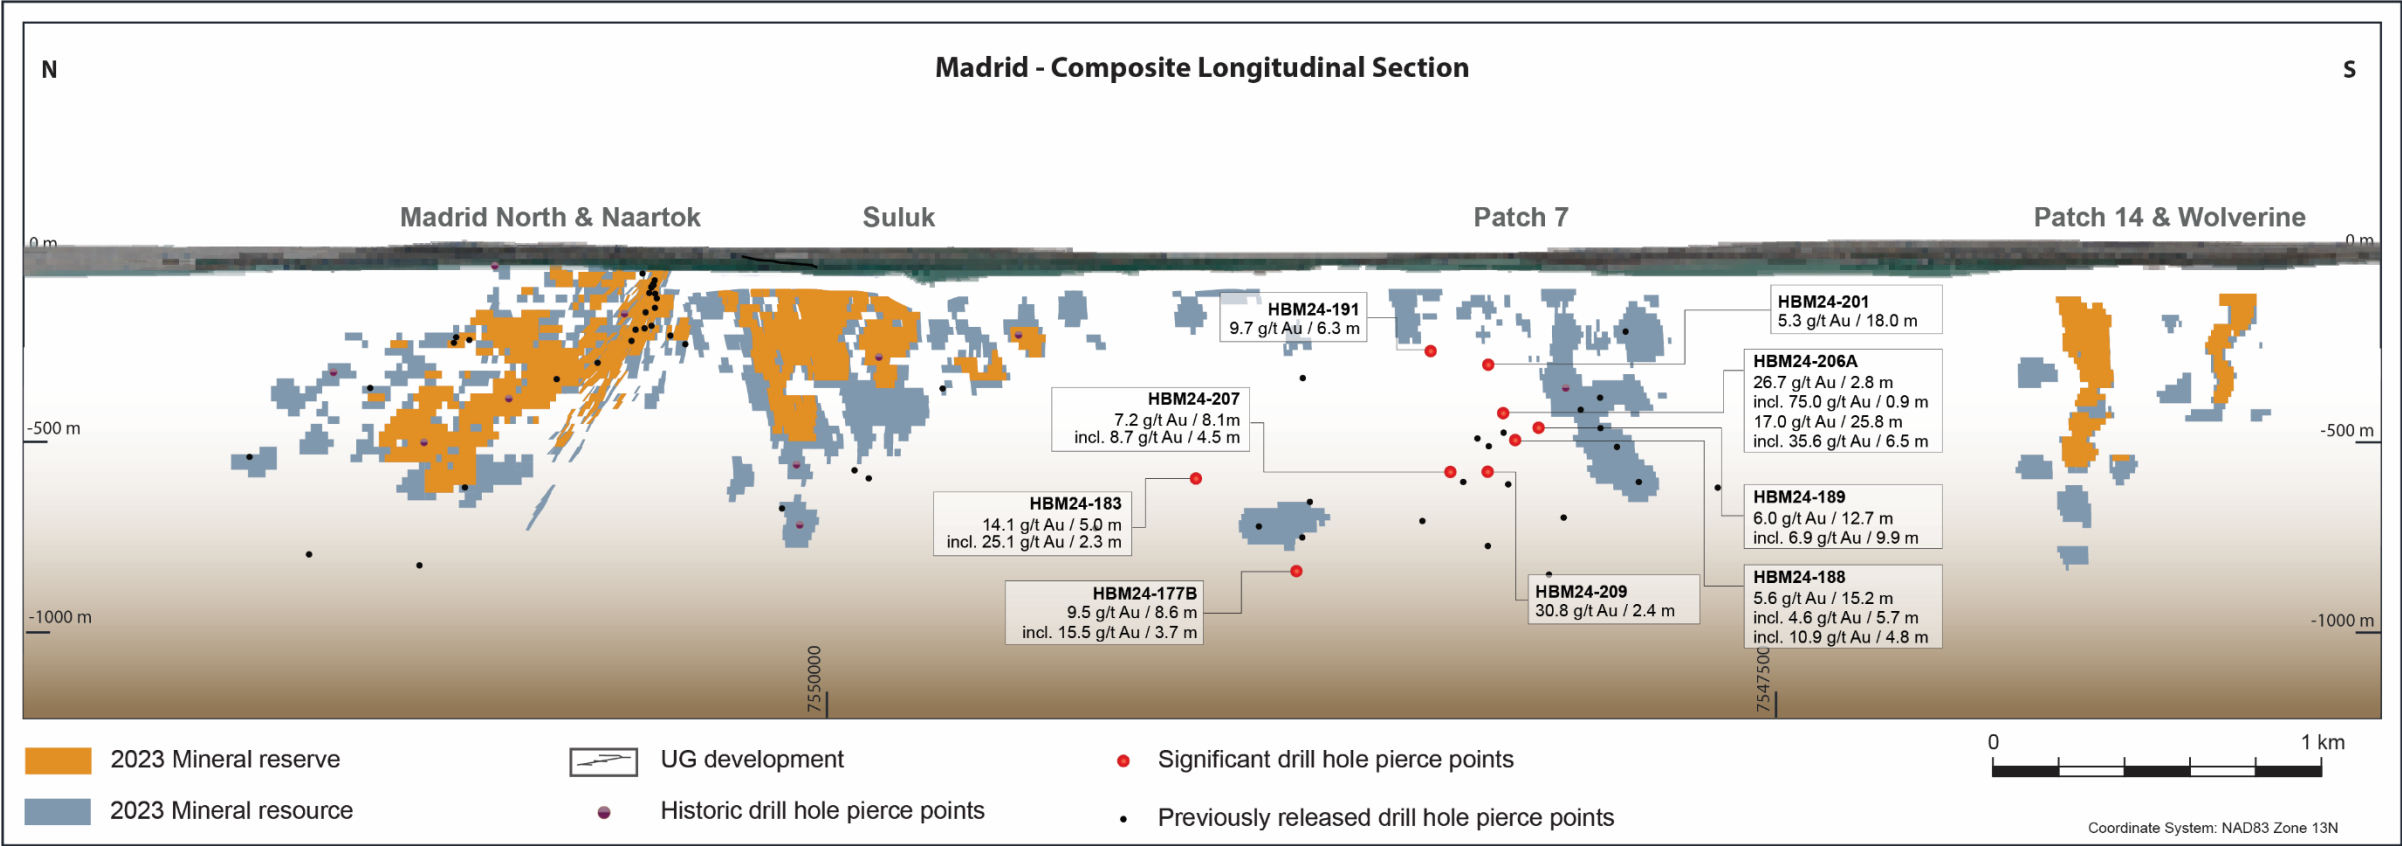 Madrid - Composite Longitudinal Section
N
S
Madrid North & Naartok
Suluk
Patch 7
Patch 14 & Wolverine
0 m
0 m
HBM24-191
9.7 g/t Au / 6.3 m
HBM24-201
5.3 g/t Au / 18.0 m
HBM24-206A
26.7 g/t Au / 2.8 m
incl. 75.0 g/t Au / 0.9 m
17.0 g/t Au / 25.8 m
incl. 35.6 g/t Au / 6.5 m
HBM24-207
7.2 g/t Au / 8.1m
incl. 8.7 g/t Au / 4.5 m
-500 m
-500 m
HBM24-183
14.1 g/t Au / 5.0 m
incl. 25.1 g/t Au / 2.3 m
HBM24-189
6.0 g/t Au / 12.7 m
incl. 6.9 g/t Au / 9.9 m
HBM24-177B
9.5 g/t Au / 8.6 m
incl. 15.5 g/t Au / 3.7 m
HBM24-209
30.8 g/t Au / 2.4 m
HBM24-188
5.6 g/t Au / 15.2 m
incl. 4.6 g/t Au / 5.7 m
incl. 10.9 g/t Au / 4.8 m
-1000 m
-1000 m
7550000
7547500
2023 Mineral reserve
UG development
Significant drill hole pierce points
0
1 km
2023 Mineral resource
Historic drill hole pierce points
Previously released drill hole pierce points
Coordinate System: NAD83 Zone 13N